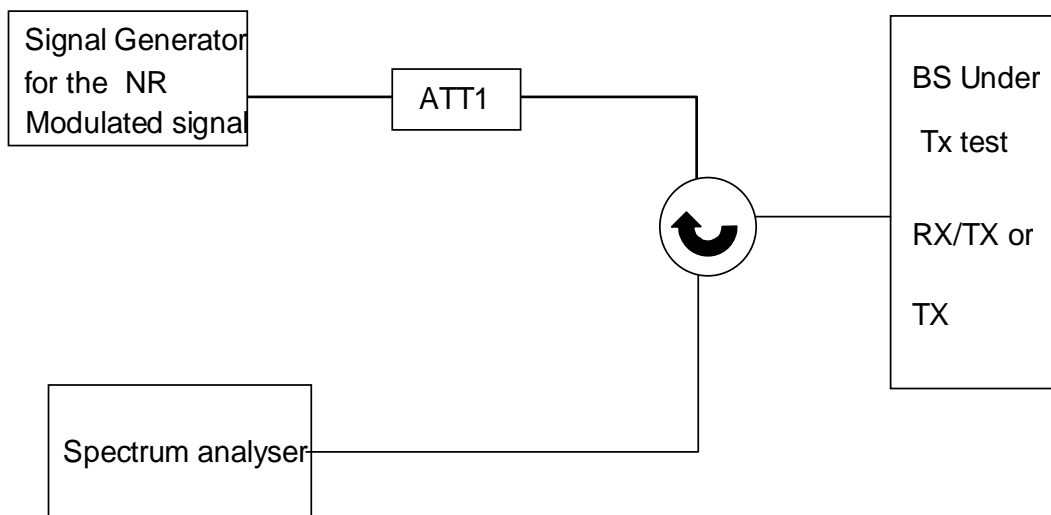 Signal Generator
for the NR
Modulated signal
ATT1
BS Under
Tx test
RX/TX or
TX
Spectrum analyser